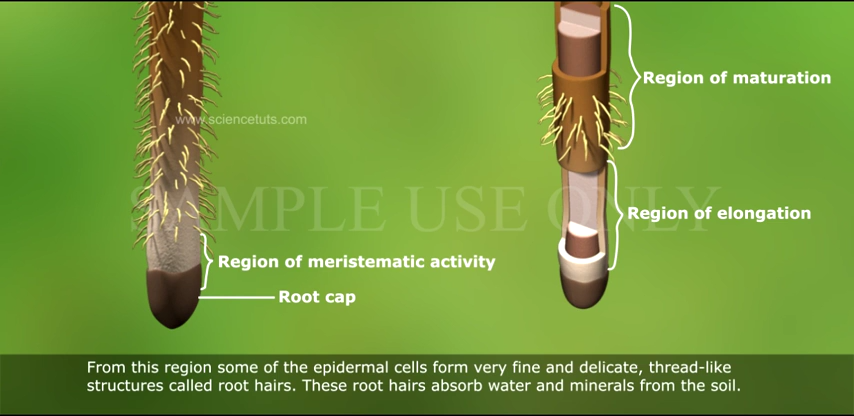 Region of maturation
www.sciencetuts.com
SAMPLE USE ONLY
Region of elongation
Region of meristematic activity
Root cap
From this region some of the epidermal cells form very fine and delicate, thread-like
structures called root hairs. These root hairs absorb water and minerals from the soil.